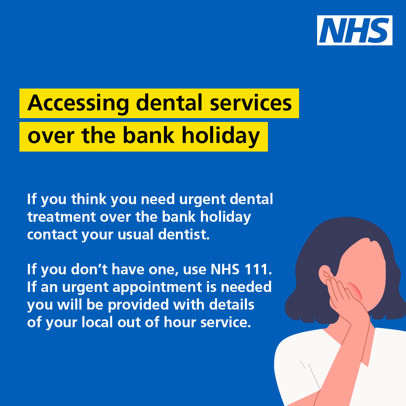 NHS
Accessing dental services
over the bank holiday
If you think you need urgent dental
treatment over the bank holiday
contact your usual dentist.
If you don't have one, use NHS 111.
If an urgent appointment is needed
you will be provided with details
of your local out of hour service.